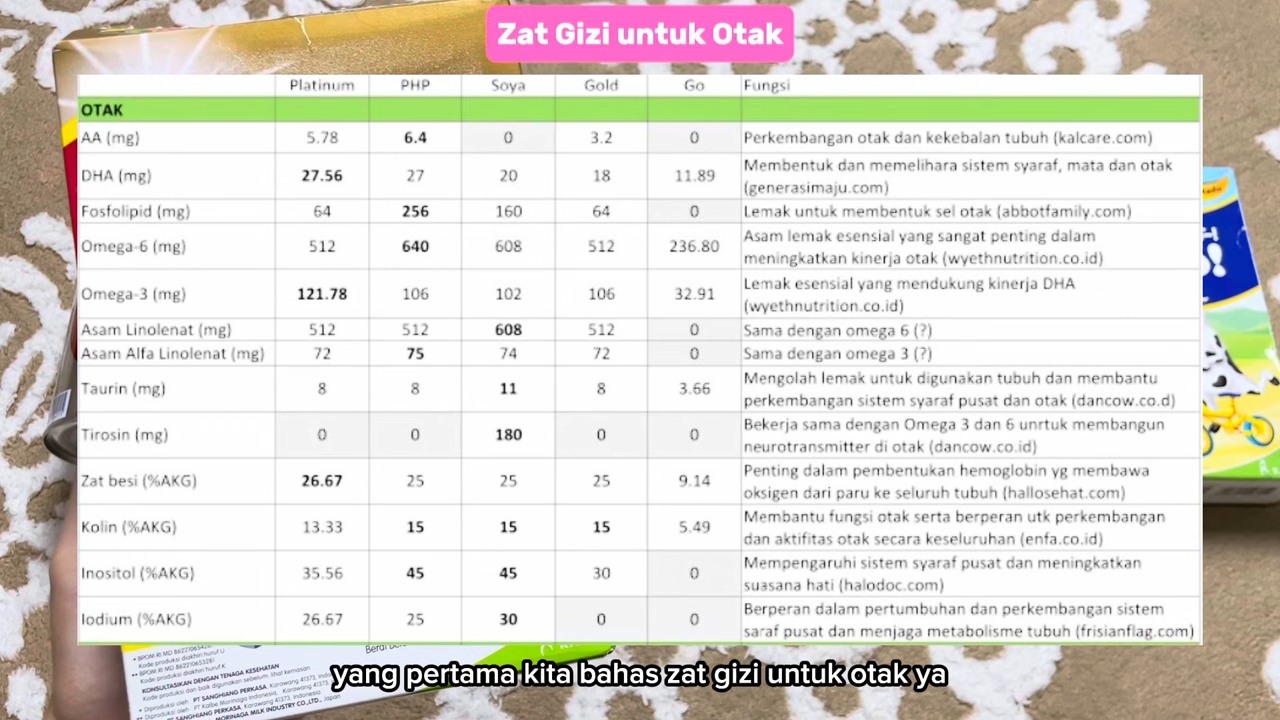 Zat Gizi untuk Otak
Platinum PHP Soya Gold Go Fungsi
OTAK
AA (mg) 5.78 6.4 0 3.2 0 Perkembangan otak dan kekebalan tubuh (kalcare.com)
DHA (mg) 27.56 27 20 18 11.89 Membentuk dan memelihara sistem syaraf, mata dan otak
(generasimaju.com)
Fosfolipid (mg) 64 256 160 64 0 Lemak untuk membentuk sel otak (abbotfamily.com)
Omega-6 (mg) 512 640 608 512 236.80 Asam lemak esensial yang sangat penting dalam
meningkatkan kinerja otak (wyethnutrition.co.id)
Omega-3 (mg) 121.78 106 102 106 32.91 Lemak esensial yang mendukung kinerja DHA
(wyethnutrition.co.id)
Asam Linolenat (mg) 512 512 608 512 0 Sama dengan omega 6 (?)
Asam Alfa Linolenat (mg) 72 75 74 72 0 Sama dengan omega 3 (?)
Taurin (mg) 8 8 11 8 3.66 Mengolah lemak untuk digunakan tubuh dan membantu
perkembangan sistem syaraf pusat dan otak (dancow.co.d)
Tirosin (mg) 0 0 180 0 0 Bekerja sama dengan Omega 3 dan 6 unrtuk membangun
neurotransmitter di otak (dancow.co.id)
Zat besi (%AKG) 26.67 25 25 25 9.14 Penting dalam pembentukan hemoglobin yg membawa
oksigen dari paru ke seluruh tubuh (hallosehat.com)
Kolin (%AKG) 13.33 15 15 15 5.49 Membantu fungsi otak serta berperan utk perkembangan
dan aktifitas otak secara keseluruhan (enfa.co.id)
Inositol (%AKG) 35.56 45 45 30 0 Mempengaruhi sistem syaraf pusat dan meningkatkan
suasana hati (halodoc.com)
Iodium (%AKG) 26.67 25 30 0 0 Berperan dalam pertumbuhan dan perkembangan sistem
saraf pusat dan menjaga metabolisme tubuh (frisianflag.com)
Kode produksi diakhiri huruf U
Kode produksi diakhiri huruf K
KONSULTASIKAN DENGAN TENAGA KESEHATAN
yang pertama kita bahas zat gizi untuk otak ya